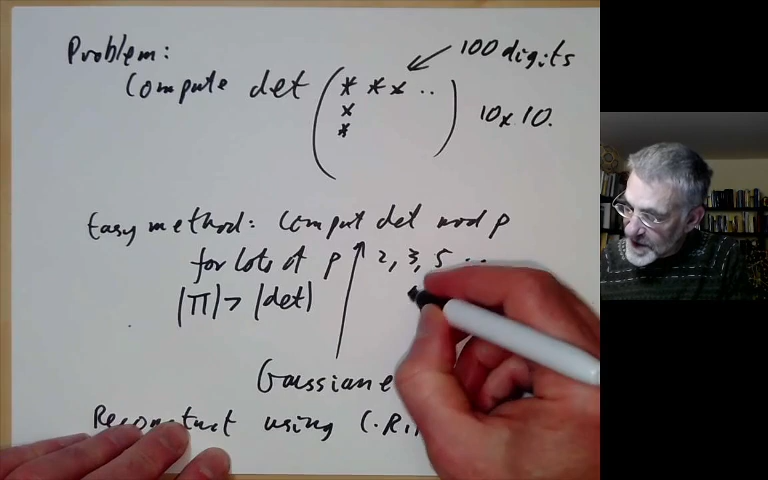 Problem:
100 digits
Compute det ( * * * .. ) 10 x 10.
*
*
Easy method: Comput det mod p
for lots of p 2, 3, 5 ...
|Π| > |det|
Gaussian e
Reconstruct using C.R.